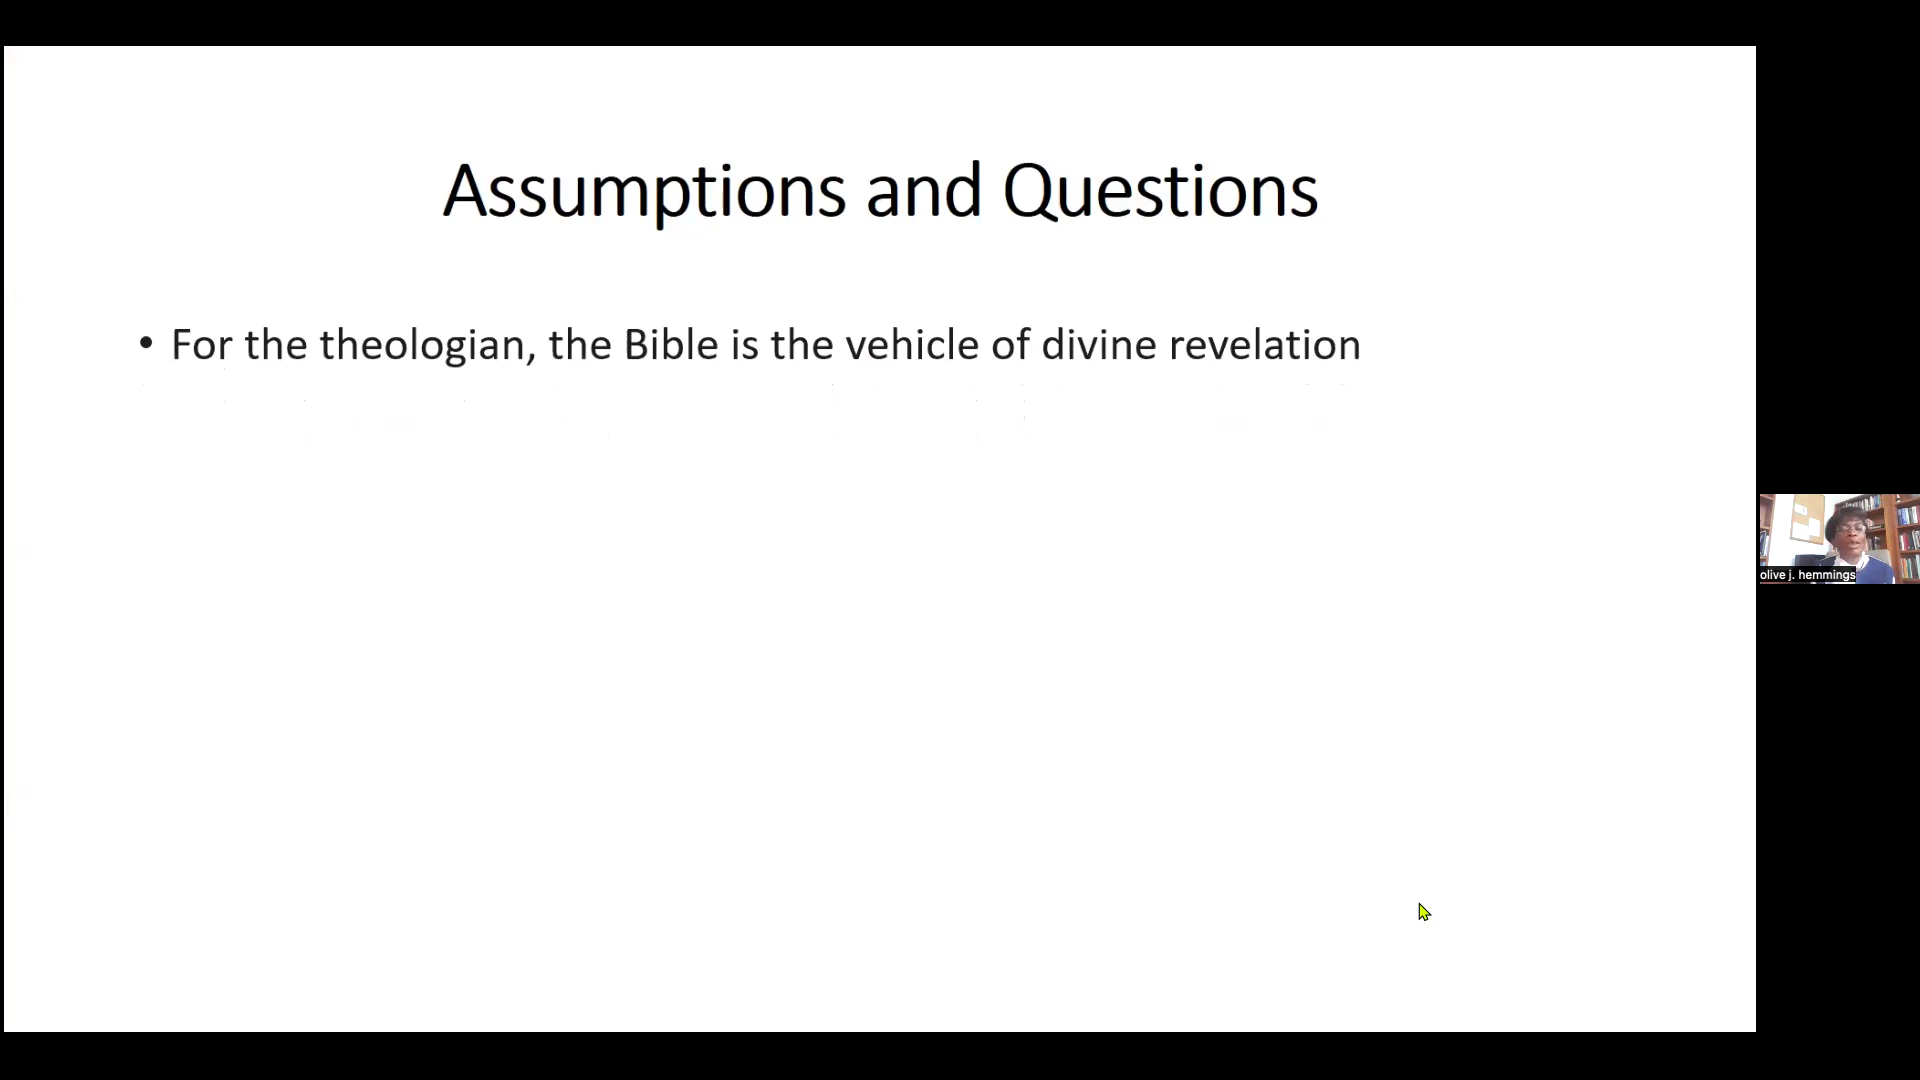 Assumptions and Questions
• For the theologian, the Bible is the vehicle of divine revelation
olive j. hemmings